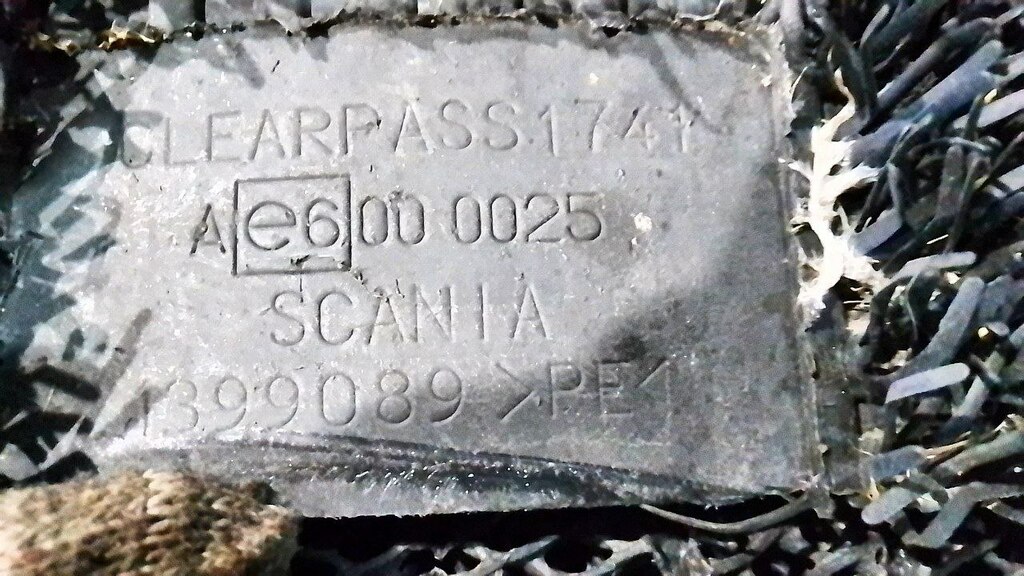 CLEARPASS 1741
A e6 00 0025
SCANIA
1399089 >PE<